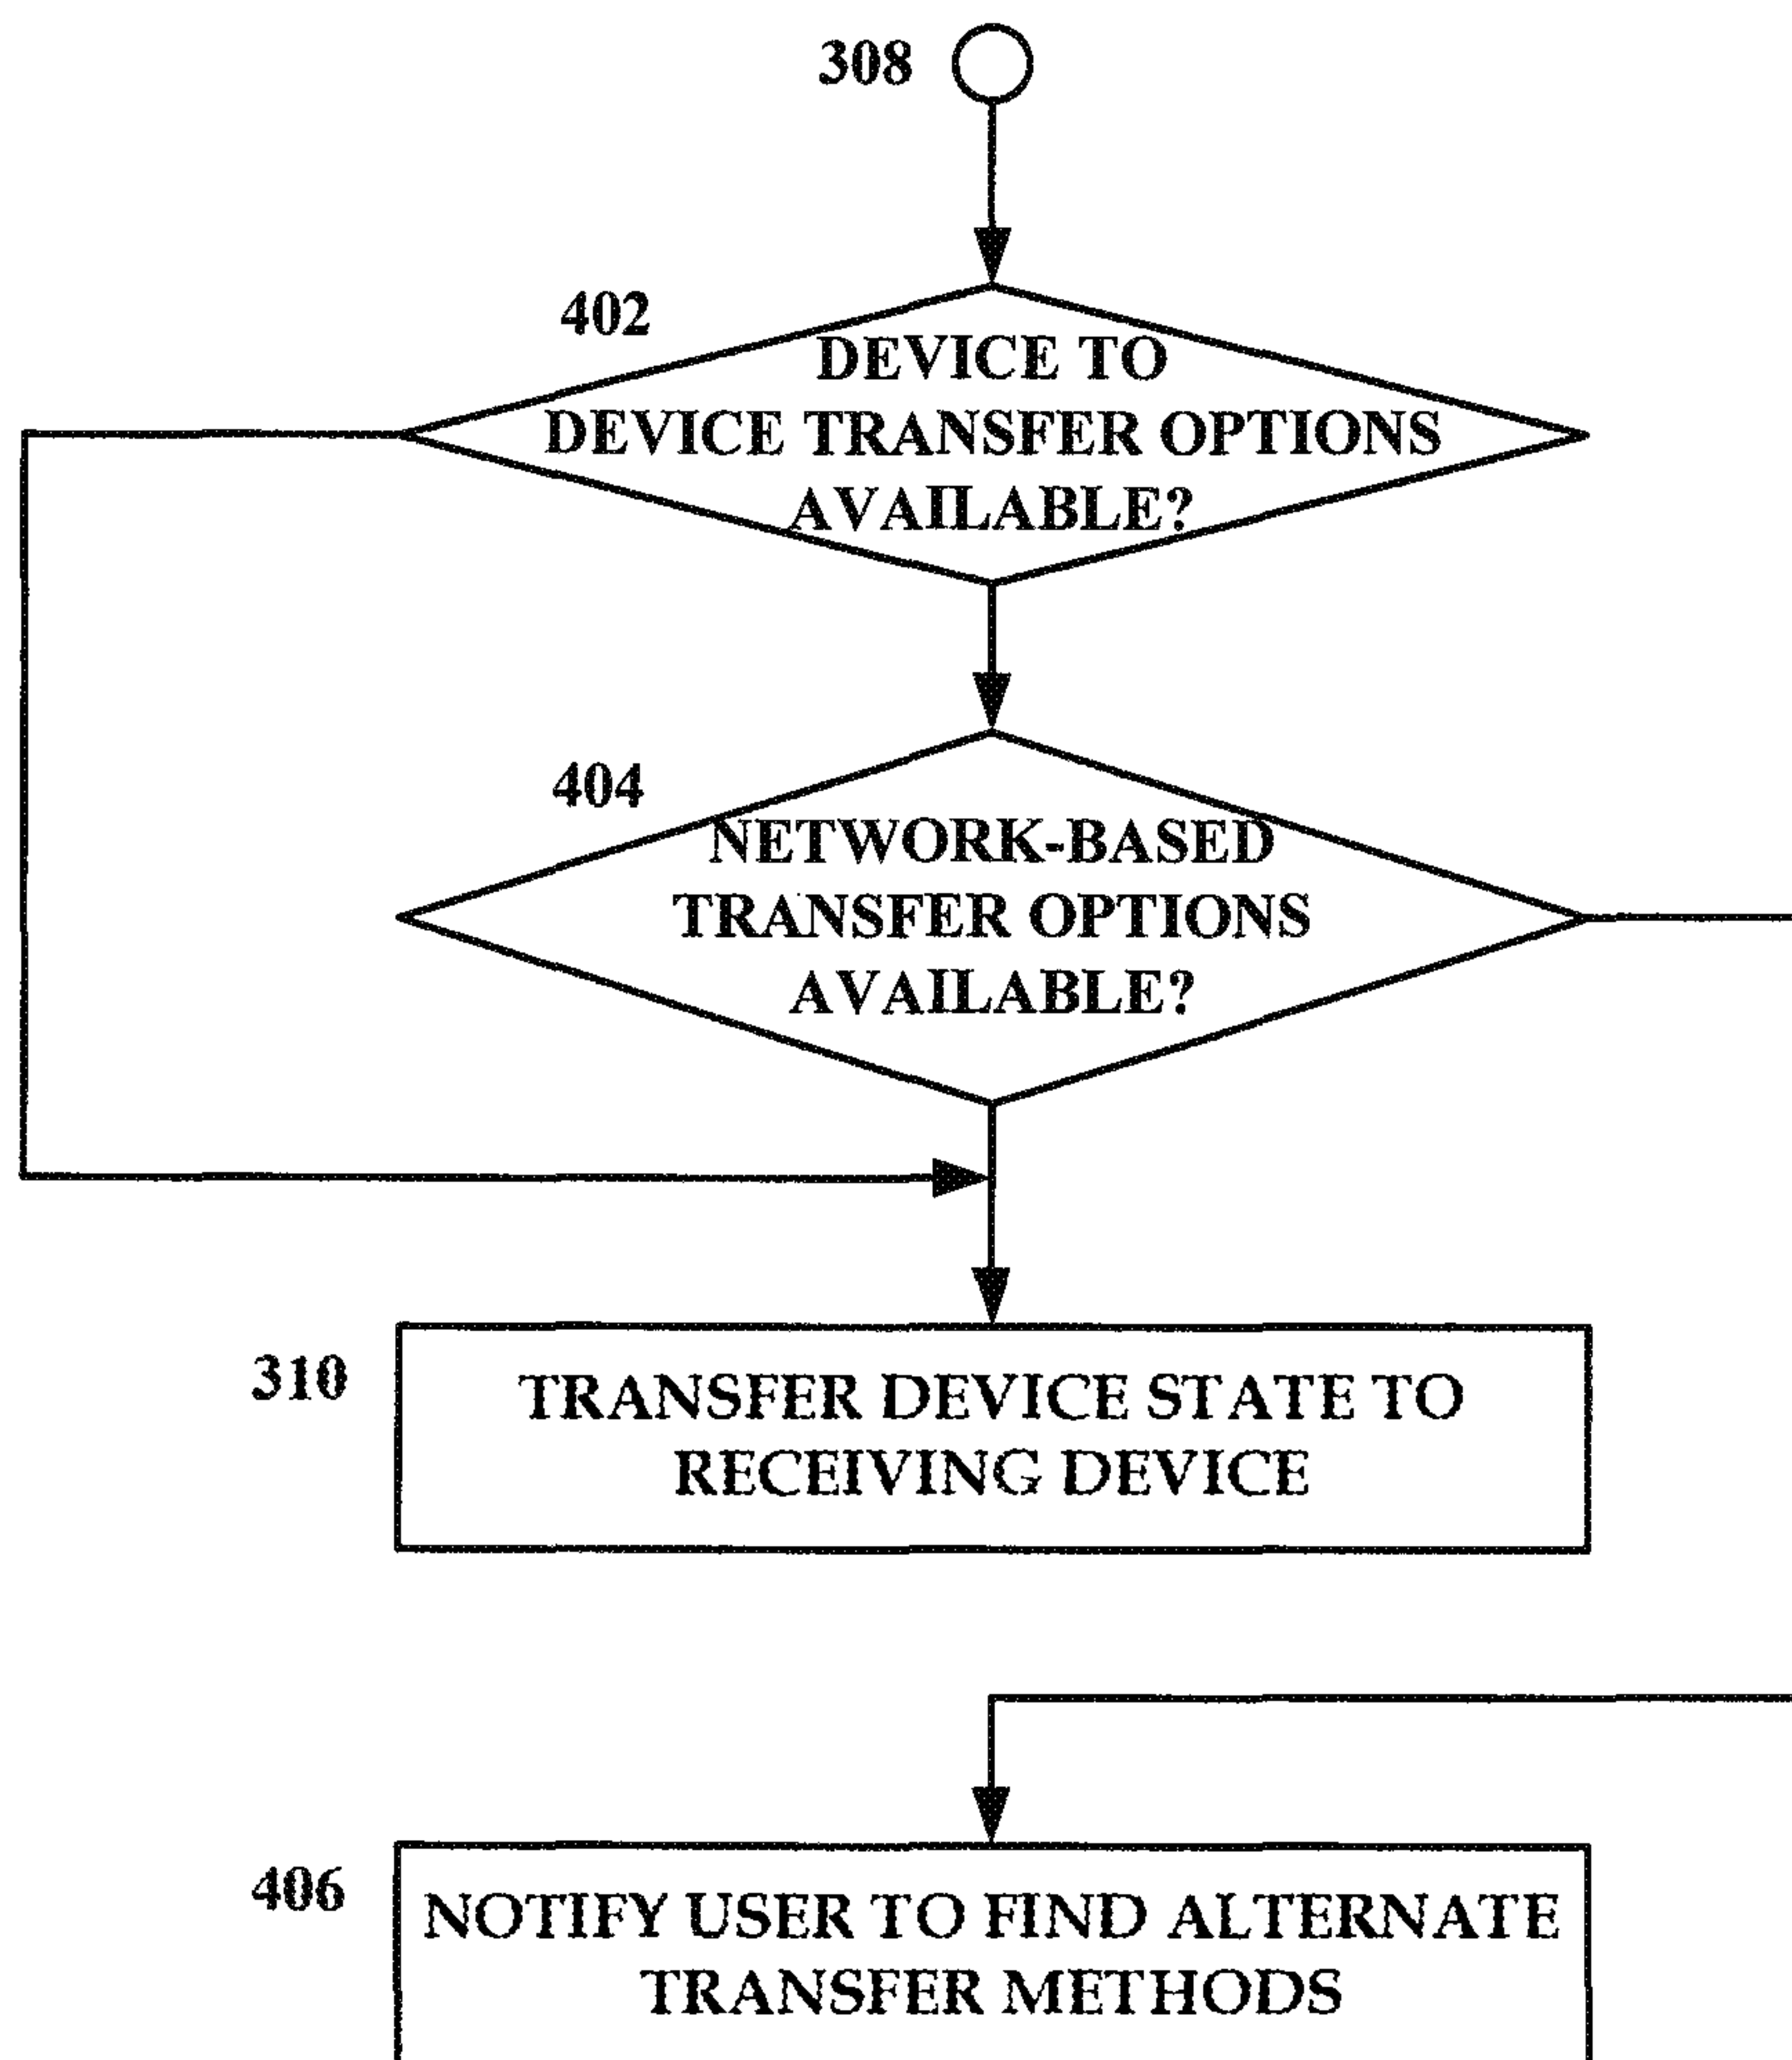 308
402
DEVICE TO
DEVICE TRANSFER OPTIONS
AVAILABLE?
404
NETWORK-BASED
TRANSFER OPTIONS
AVAILABLE?
310
TRANSFER DEVICE STATE TO
RECEIVING DEVICE
406
NOTIFY USER TO FIND ALTERNATE
TRANSFER METHODS